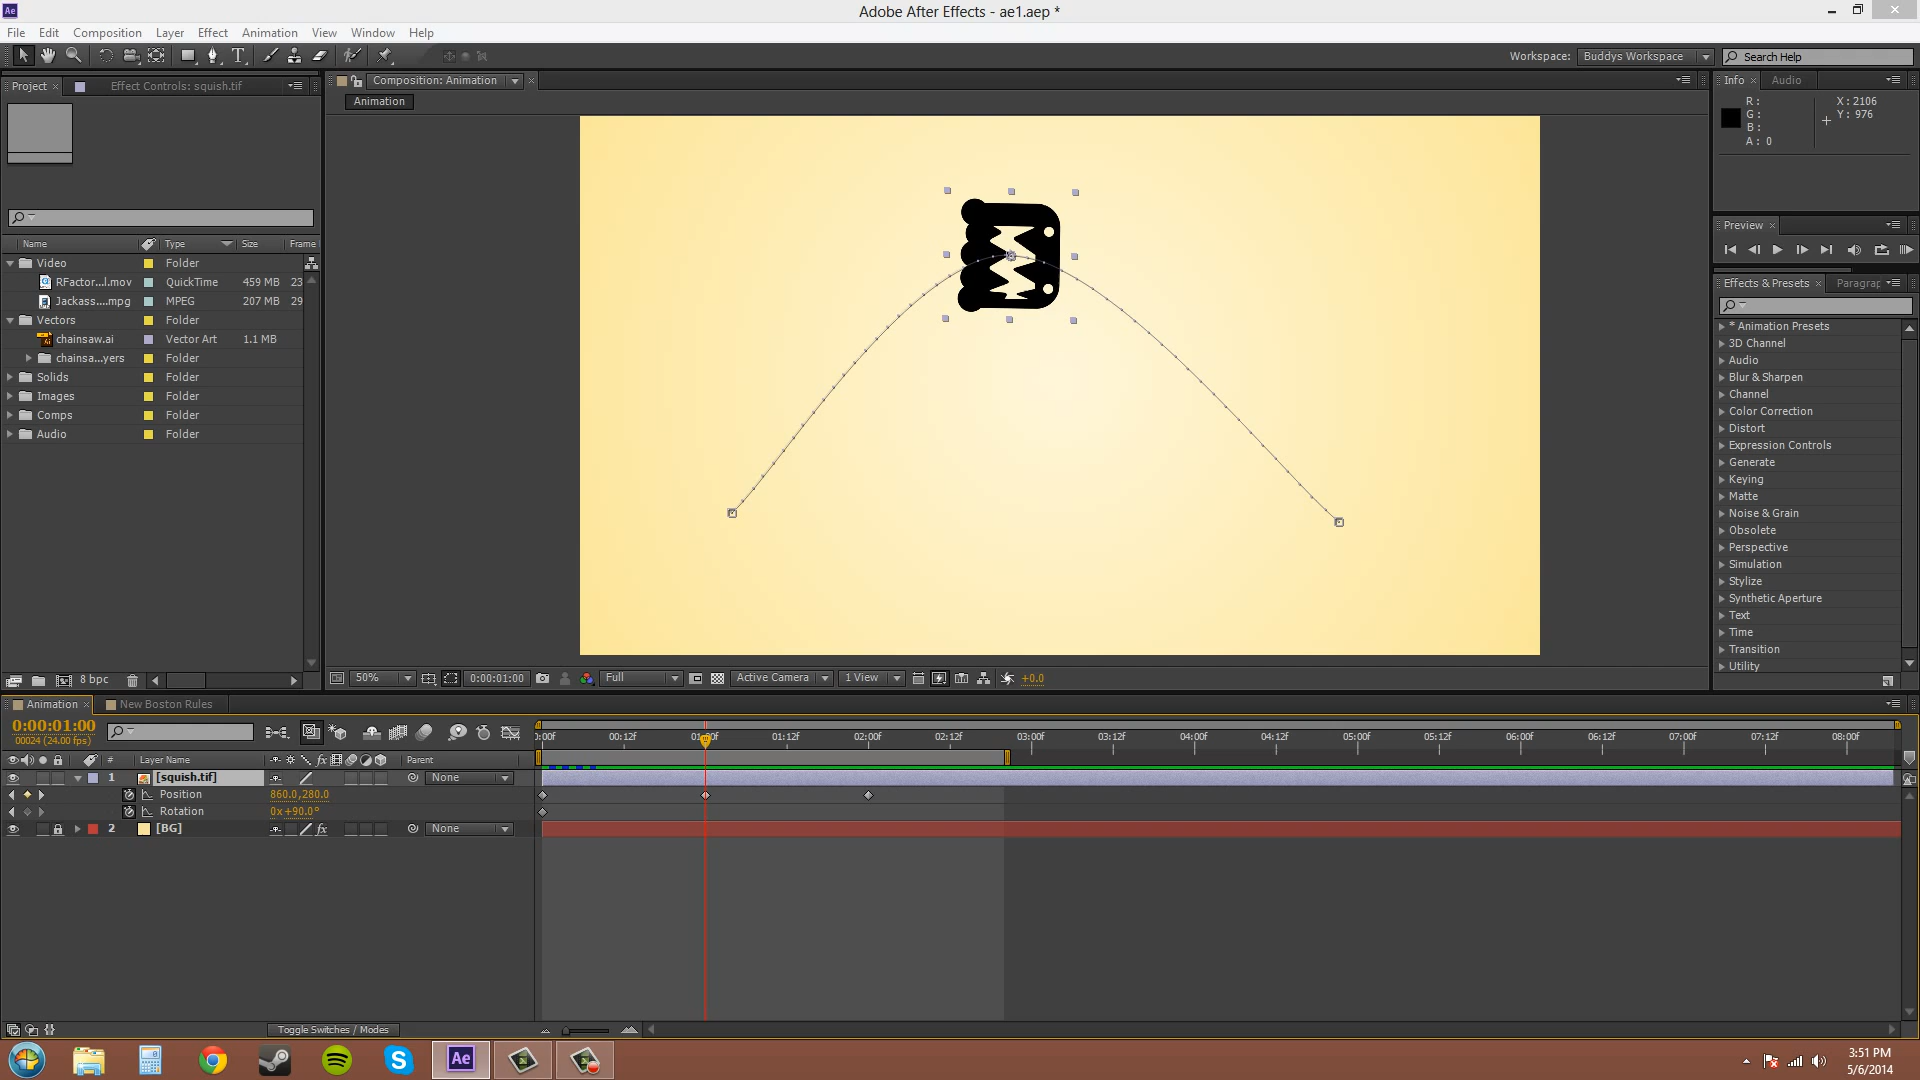 Ae
Adobe After Effects - ae1.aep *
File Edit Composition Layer Effect Animation View Window Help
Workspace: Buddys Workspace Search Help
Project Effect Controls: squish.tif
Composition: Animation
Animation
Info Audio
R :
G :
B :
A : 0
X : 2106
Y : 976
Name Type Size Frame
Video Folder
RFactor...l.mov QuickTime 459 MB 23
Jackass....mpg MPEG 207 MB 29
Vectors Folder
chainsaw.ai Vector Art 1.1 MB
chainsa...yers Folder
Solids Folder
Images Folder
Comps Folder
Audio Folder
8 bpc
50% 0:00:01:00 Full Active Camera 1 View +0.0
Preview
Effects & Presets Paragrap
* Animation Presets
3D Channel
Audio
Blur & Sharpen
Channel
Color Correction
Distort
Expression Controls
Generate
Keying
Matte
Noise & Grain
Obsolete
Perspective
Simulation
Stylize
Synthetic Aperture
Text
Time
Transition
Utility
Animation New Boston Rules
0:00:01:00
00024 (24.00 fps)
00:12f 01:12f 02:00f 02:12f 03:00f 03:12f 04:00f 04:12f 05:00f 05:12f 06:00f 06:12f 07:00f 07:12f 08:00f
# Layer Name fx Parent
1 [squish.tif] None
Position 860.0,280.0
Rotation 0x+90.0°
2 [BG] fx None
Toggle Switches / Modes
Ae
3:51 PM
5/6/2014